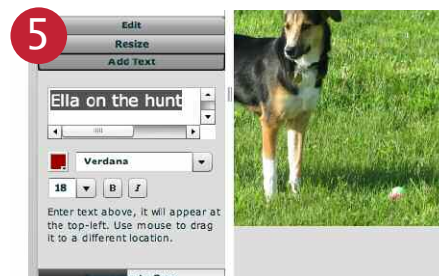 5
Edit
Resize
Add Text
Ella on the hunt
Verdana
18 B I
Enter text above, it will appear at
the top-left. Use mouse to drag
it to a different location.